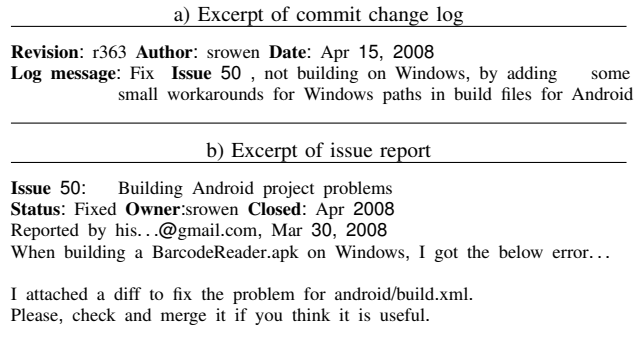 a) Excerpt of commit change log
Revision: r363 Author: srowen Date: Apr 15, 2008
Log message: Fix Issue 50 , not building on Windows, by adding some
small workarounds for Windows paths in build files for Android
b) Excerpt of issue report
Issue 50: Building Android project problems
Status: Fixed Owner:srowen Closed: Apr 2008
Reported by his...@gmail.com, Mar 30, 2008
When building a BarcodeReader.apk on Windows, I got the below error...
I attached a diff to fix the problem for android/build.xml.
Please, check and merge it if you think it is useful.